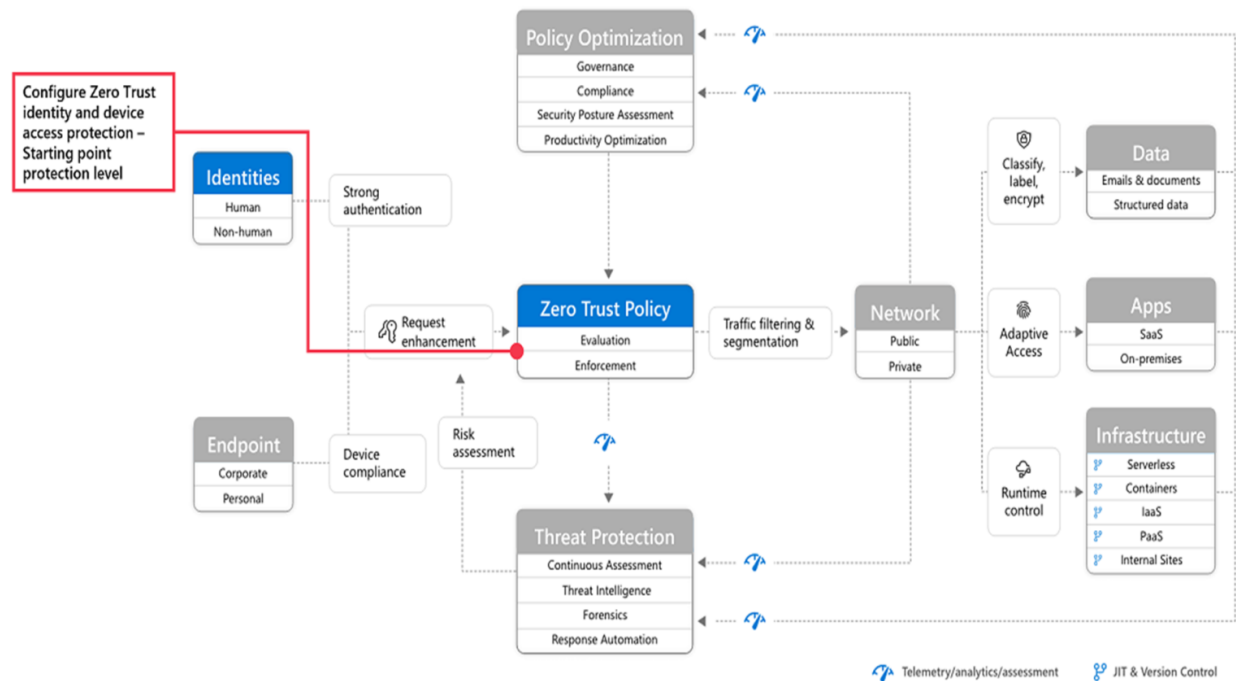 Policy Optimization
Governance
Compliance
Security Posture Assessment
Productivity Optimization
Configure Zero Trust
identity and device
access protection –
Starting point
protection level
Identities
Human
Non-human
Strong
authentication
Classify,
label,
encrypt
Data
Emails & documents
Structured data
Request
enhancement
Zero Trust Policy
Evaluation
Enforcement
Traffic filtering &
segmentation
Network
Public
Private
Adaptive
Access
Apps
SaaS
On-premises
Endpoint
Corporate
Personal
Device
compliance
Risk
assessment
Runtime
control
Infrastructure
Serverless
Containers
IaaS
PaaS
Internal Sites
Threat Protection
Continuous Assessment
Threat Intelligence
Forensics
Response Automation
Telemetry/analytics/assessment
JIT & Version Control